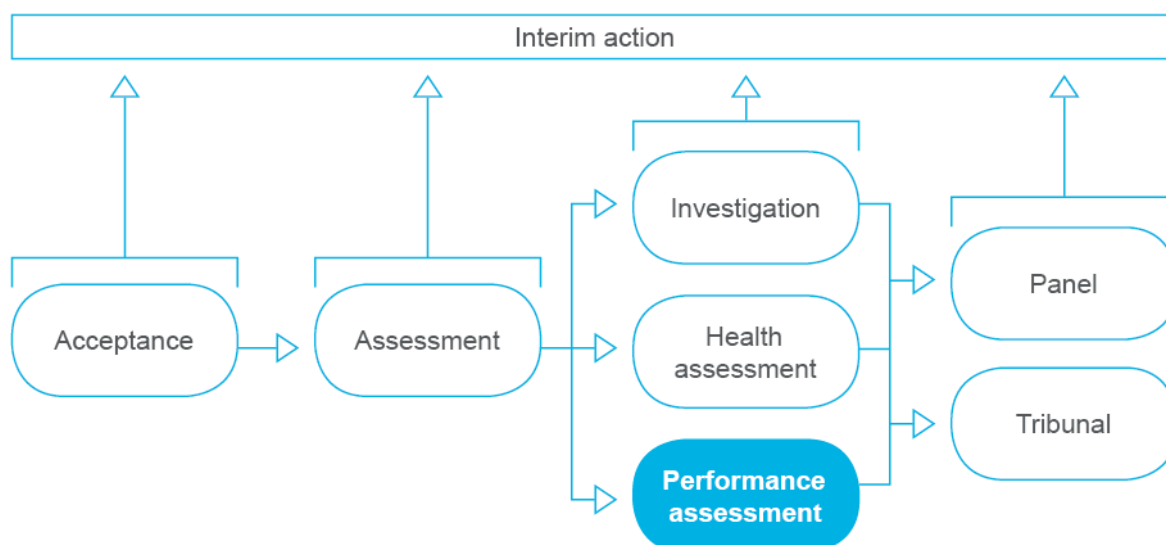 Interim action
Acceptance
Assessment
Investigation
Health
assessment
Performance
assessment
Panel
Tribunal